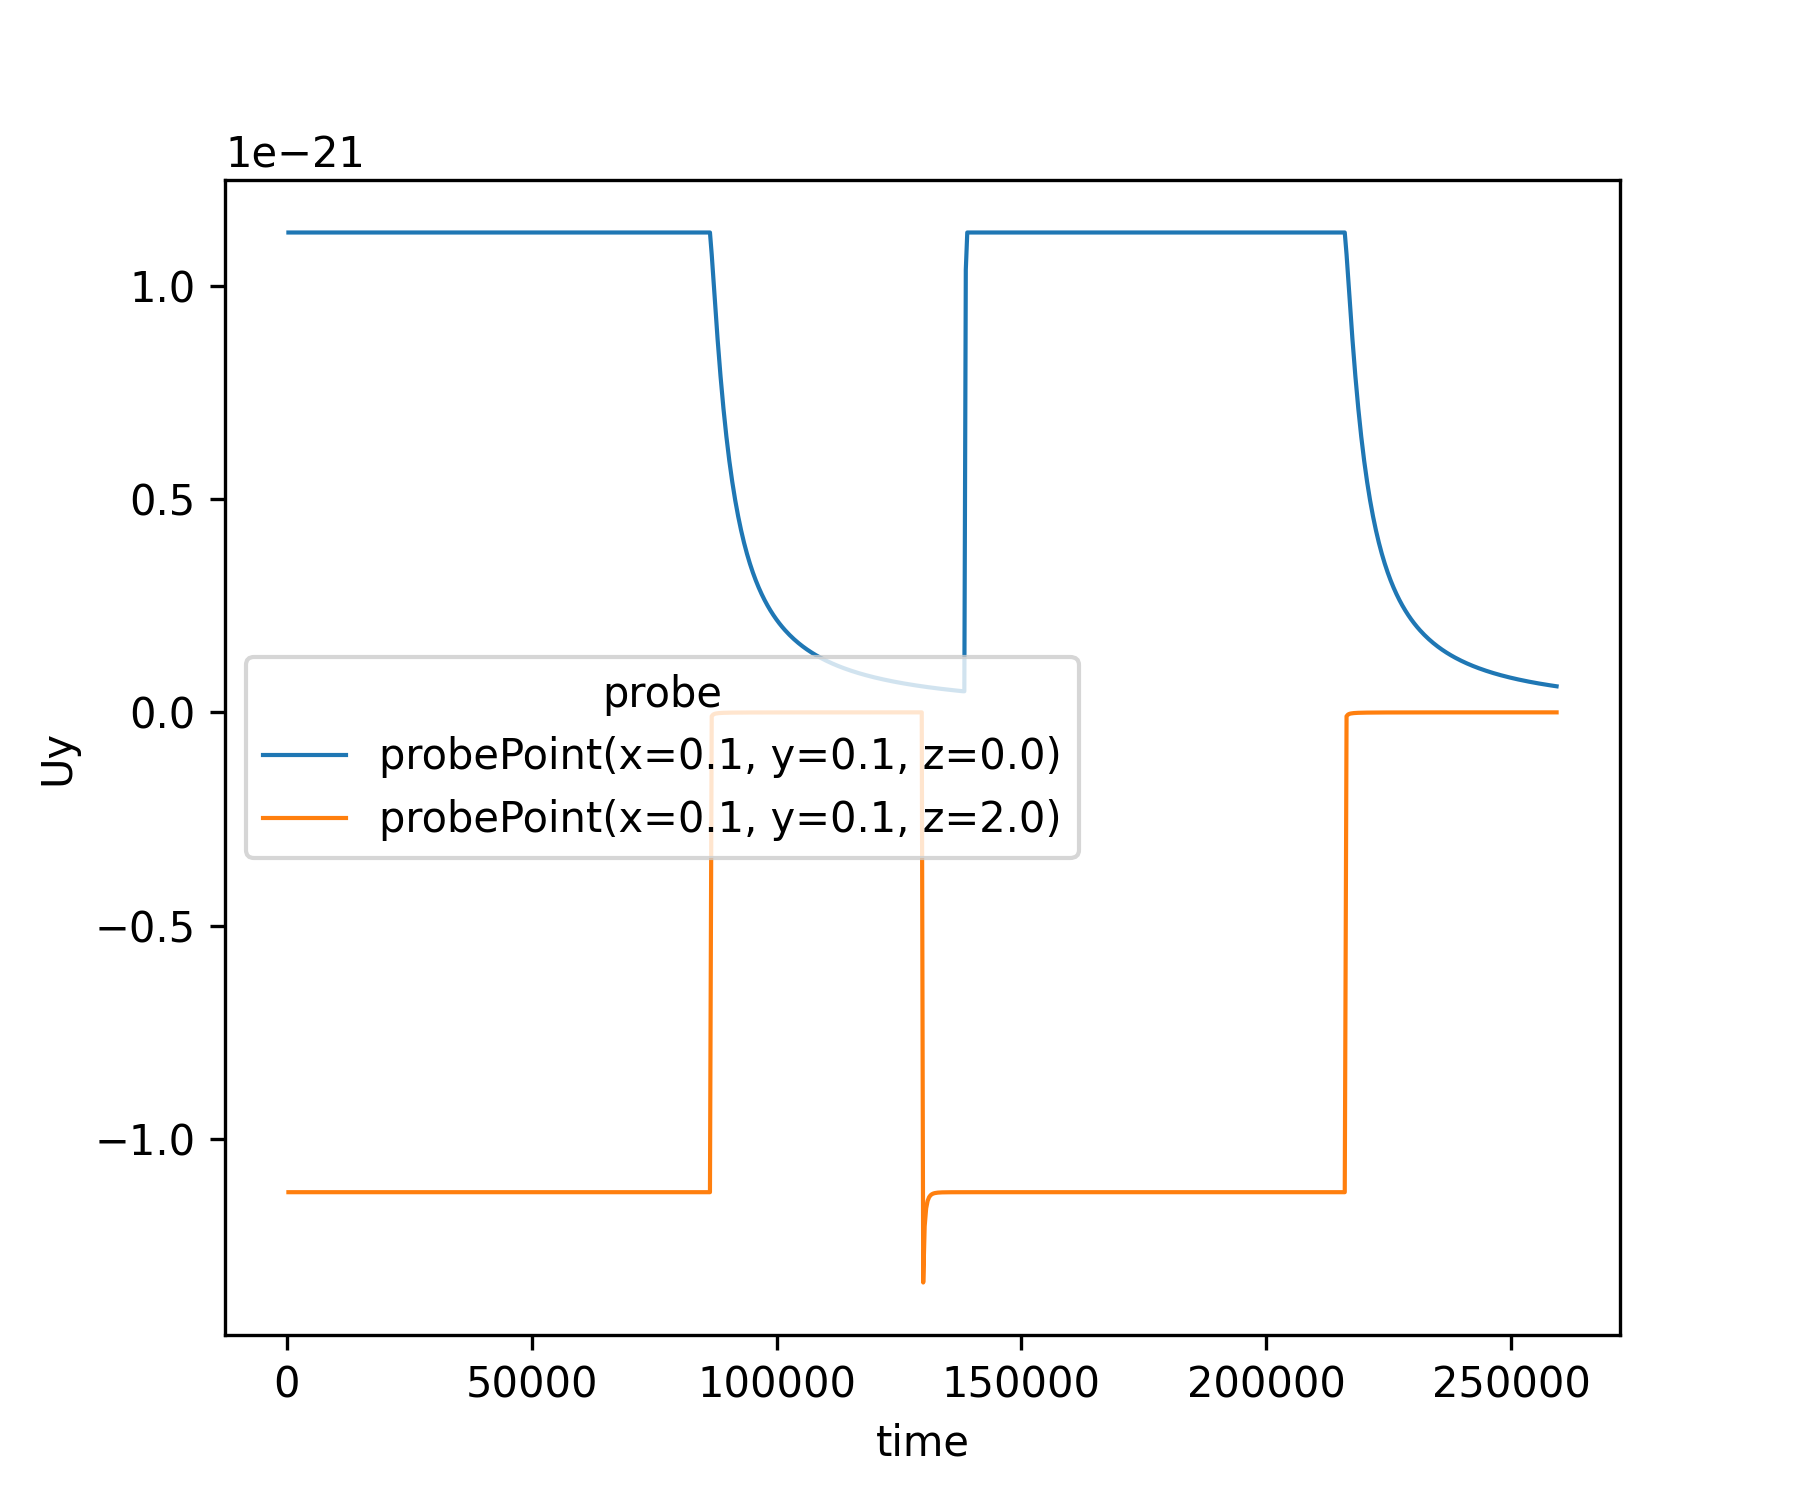 1e−21
1.0
0.5
0.0
−0.5
−1.0
Uy
probe
probePoint(x=0.1, y=0.1, z=0.0)
probePoint(x=0.1, y=0.1, z=2.0)
0 50000 100000 150000 200000 250000
time